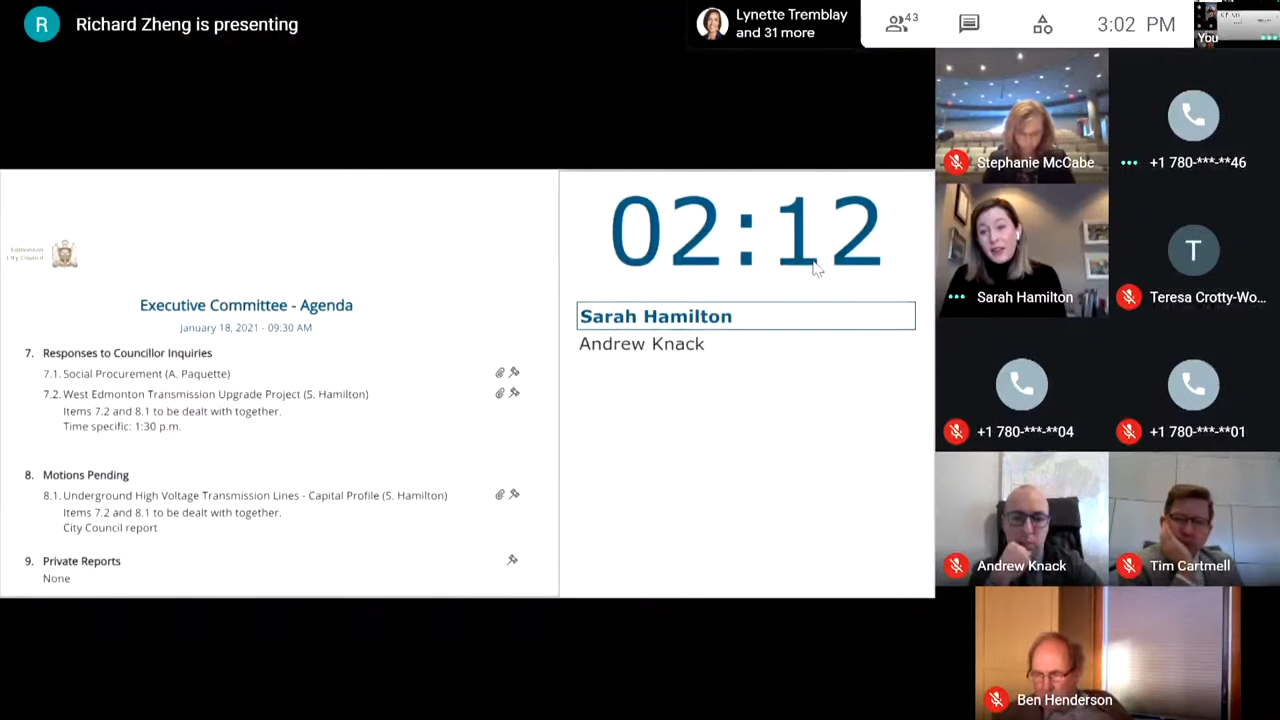 R
Richard Zheng is presenting
Lynette Tremblay
and 31 more
43
3:02 PM
You
Edmonton
City Council
Executive Committee - Agenda
January 18, 2021 - 09:30 AM
7. Responses to Councillor Inquiries
7.1. Social Procurement (A. Paquette)
7.2. West Edmonton Transmission Upgrade Project (S. Hamilton)
Items 7.2 and 8.1 to be dealt with together.
Time specific: 1:30 p.m.
8. Motions Pending
8.1. Underground High Voltage Transmission Lines - Capital Profile (S. Hamilton)
Items 7.2 and 8.1 to be dealt with together.
City Council report
9. Private Reports
None
02:12
Sarah Hamilton
Andrew Knack
Stephanie McCabe
+1 780-***-**46
Sarah Hamilton
T
Teresa Crotty-Wo...
+1 780-***-**04
+1 780-***-**01
Andrew Knack
Tim Cartmell
Ben Henderson